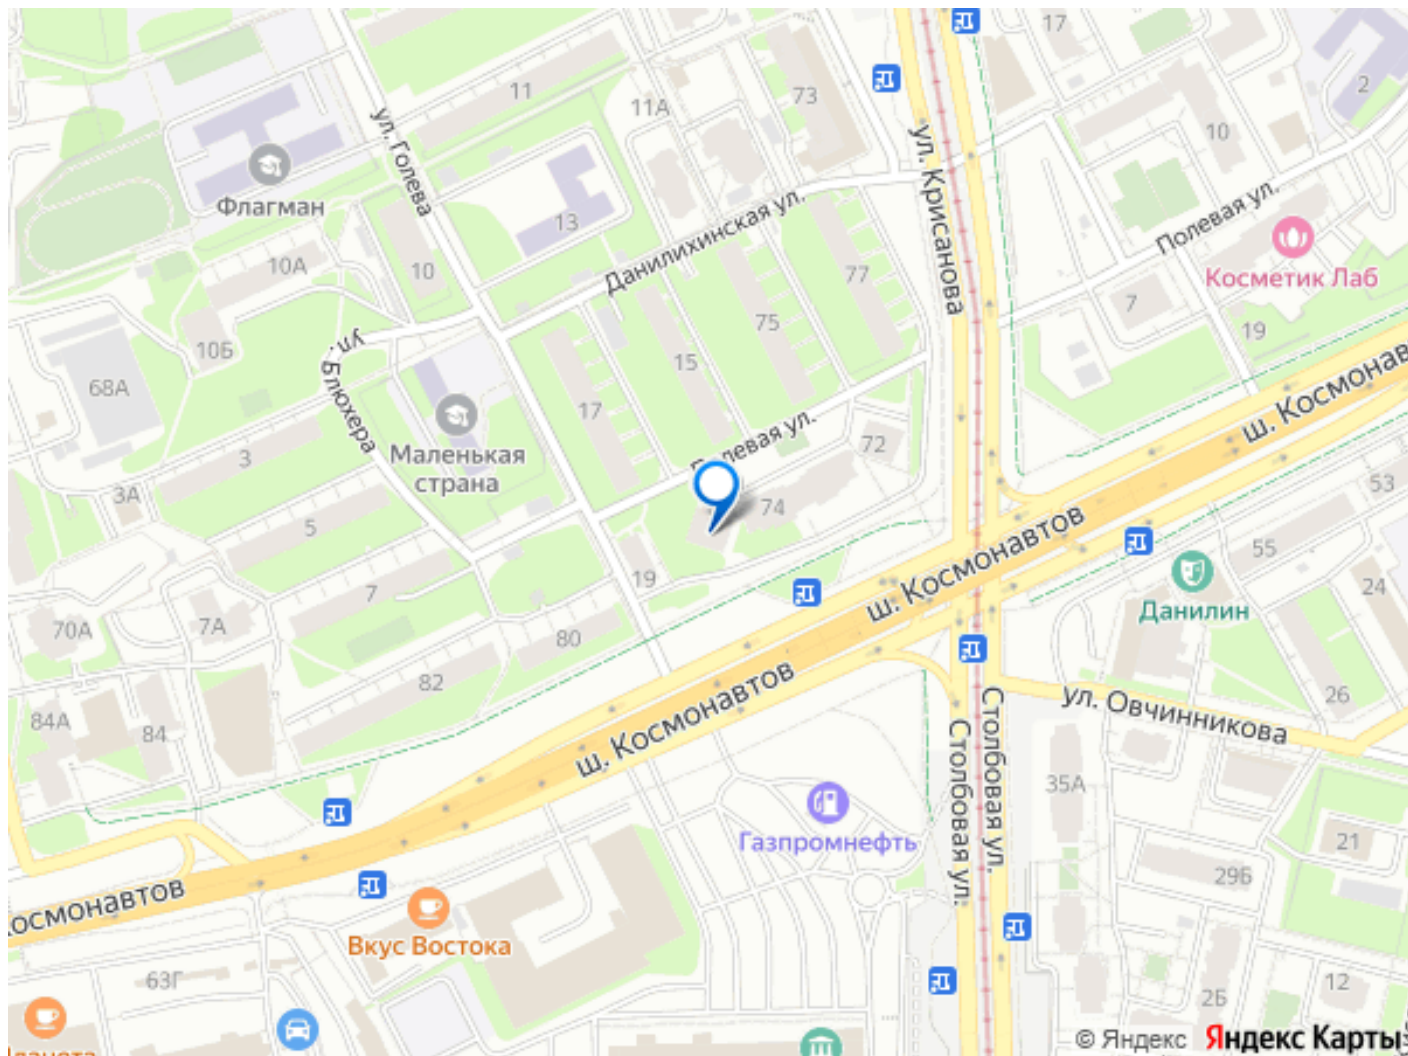 17
2
11
11А
73
10
ул. Голева
ул. Крисанова
Флагман
13
Данилихинская ул.
Полевая ул.
10А
10
77
Косметик Лаб
7
19
75
ул. Блюхера
10Б
15
68А
17
ш. Космонав
Маленькая
страна
Полевая ул.
72
3
3А
53
5
74
ш. Космонавтов
55
19
24
7
Данилин
70А
7А
80
82
26
ул. Овчинникова
84А
84
ш. Космонавтов
Столбовая ул.
Столбовая ул.
35А
Газпромнефть
21
29Б
Космонавтов
Вкус Востока
63Г
12
2Б
© Яндекс Яндекс Карты